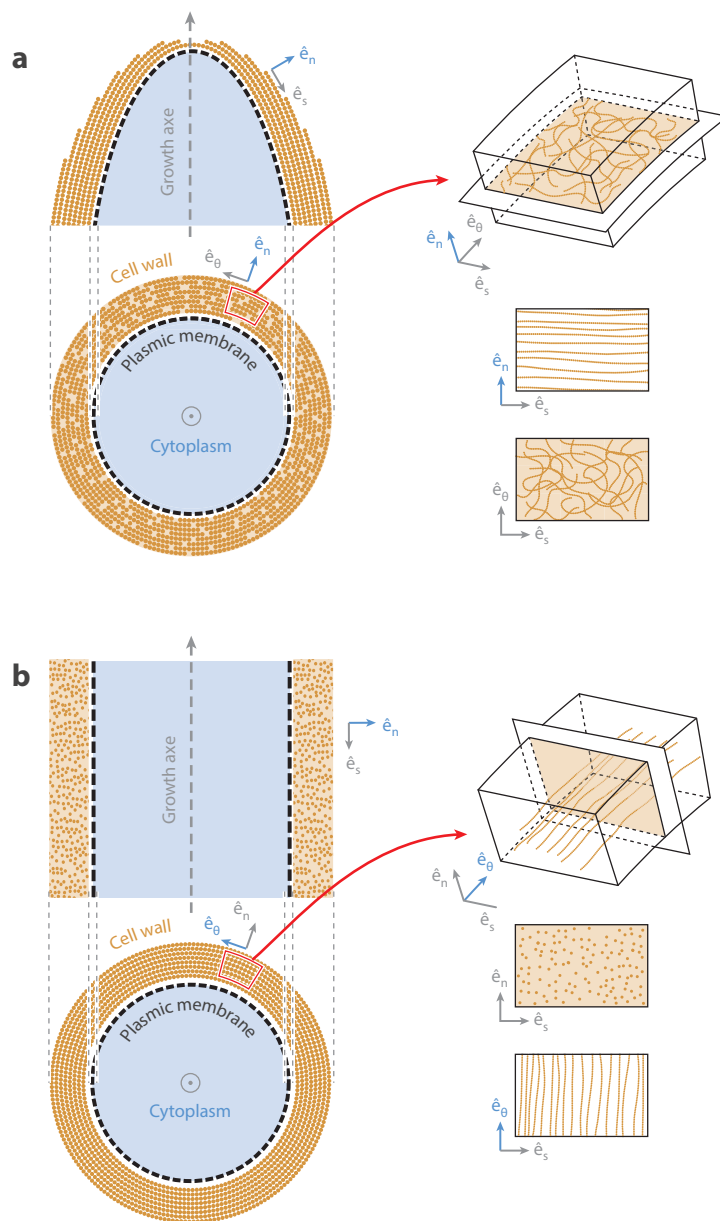 a
ê_n
ê_s
Growth axe
Cell wall
ê_θ
ê_n
Plasmic membrane
Cytoplasm
ê_n
ê_θ
ê_s
ê_n
ê_s
ê_θ
ê_s
b
ê_n
ê_s
Growth axe
Cell wall
ê_θ
ê_n
Plasmic membrane
Cytoplasm
ê_n
ê_θ
ê_s
ê_n
ê_s
ê_θ
ê_s